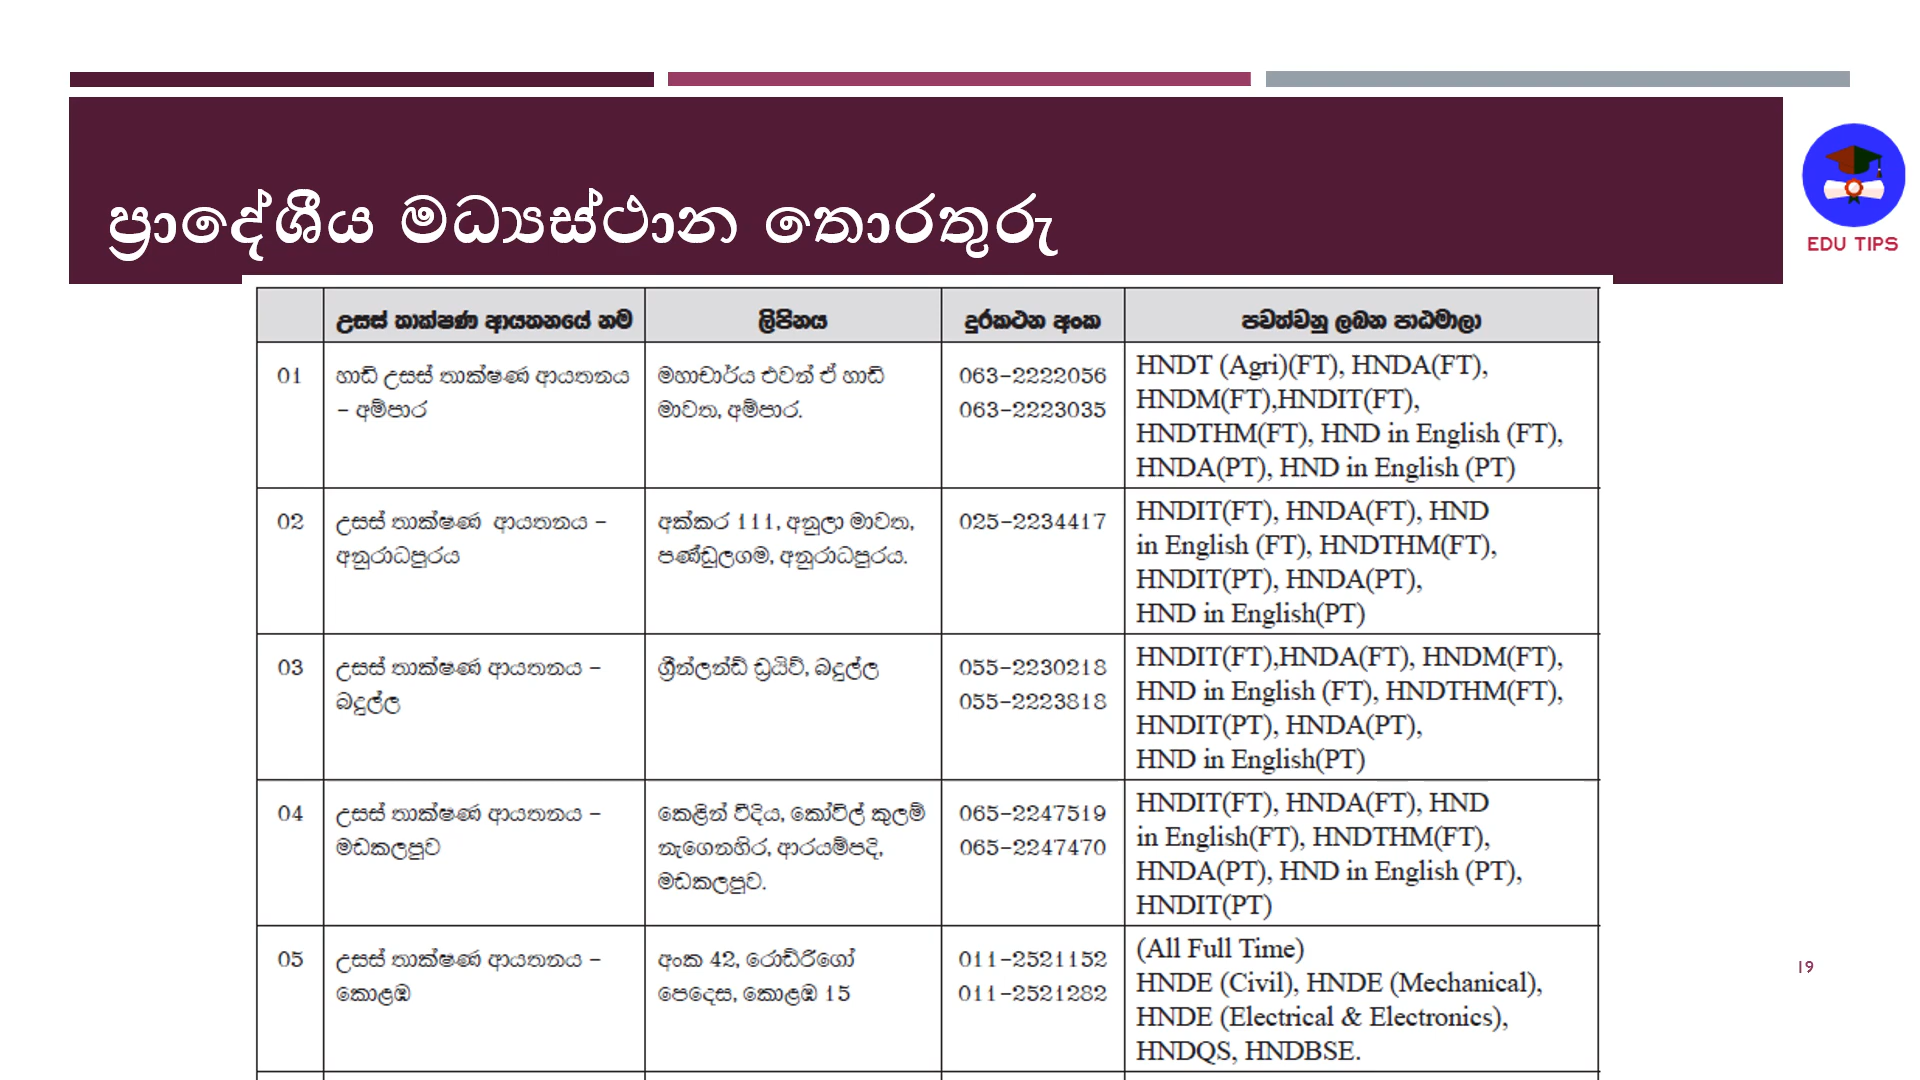 ප්‍රාදේශීය මධ්‍යස්ථාන තොරතුරු
EDU TIPS
උසස් තාක්ෂණ ආයතනයේ නම ලිපිනය දුරකථන අංක පවත්වනු ලබන පාඨමාලා
01 හාඩි උසස් තාක්ෂණ ආයතනය මහාචාර්ය එවන් ඒ හාඩි 063-2222056 HNDT (Agri)(FT), HNDA(FT),
– අම්පාර මාවත, අම්පාර. 063-2223035 HNDM(FT),HNDIT(FT),
HNDTHM(FT), HND in English (FT),
HNDA(PT), HND in English (PT)
02 උසස් තාක්ෂණ ආයතනය – අක්කර 111, අනුලා මාවත, 025-2234417 HNDIT(FT), HNDA(FT), HND
අනුරාධපුරය පණ්ඩුලගම, අනුරාධපුරය. in English (FT), HNDTHM(FT),
HNDIT(PT), HNDA(PT),
HND in English(PT)
03 උසස් තාක්ෂණ ආයතනය – ග්‍රීන්ලන්ඩ් ඩ්‍රයිව්, බදුල්ල 055-2230218 HNDIT(FT),HNDA(FT), HNDM(FT),
බදුල්ල 055-2223818 HND in English (FT), HNDTHM(FT),
HNDIT(PT), HNDA(PT),
HND in English(PT)
04 උසස් තාක්ෂණ ආයතනය – කෙළින් වීදිය, කෝවිල් කුලම් 065-2247519 HNDIT(FT), HNDA(FT), HND
මඩකලපුව නැගෙනහිර, ආරයම්පදි, 065-2247470 in English(FT), HNDTHM(FT),
මඩකලපුව. HNDA(PT), HND in English (PT),
HNDIT(PT)
05 උසස් තාක්ෂණ ආයතනය – අංක 42, රොඩ්රිගෝ 011-2521152 (All Full Time)
කොළඹ පෙදෙස, කොළඹ 15 011-2521282 HNDE (Civil), HNDE (Mechanical),
HNDE (Electrical & Electronics),
HNDQS, HNDBSE.
19